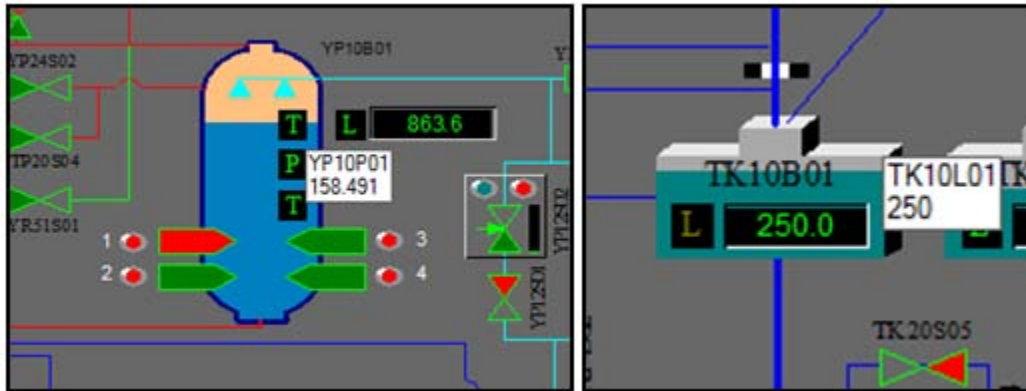 YP10B01
YP24S02
T
L
863.6
P
YP10P01
158.491
TP20S04
T
YR51S01
1
3
2
4
YP12S02
YP12S01
TK10B01
TK10L01
250
L
250.0
TK20S05